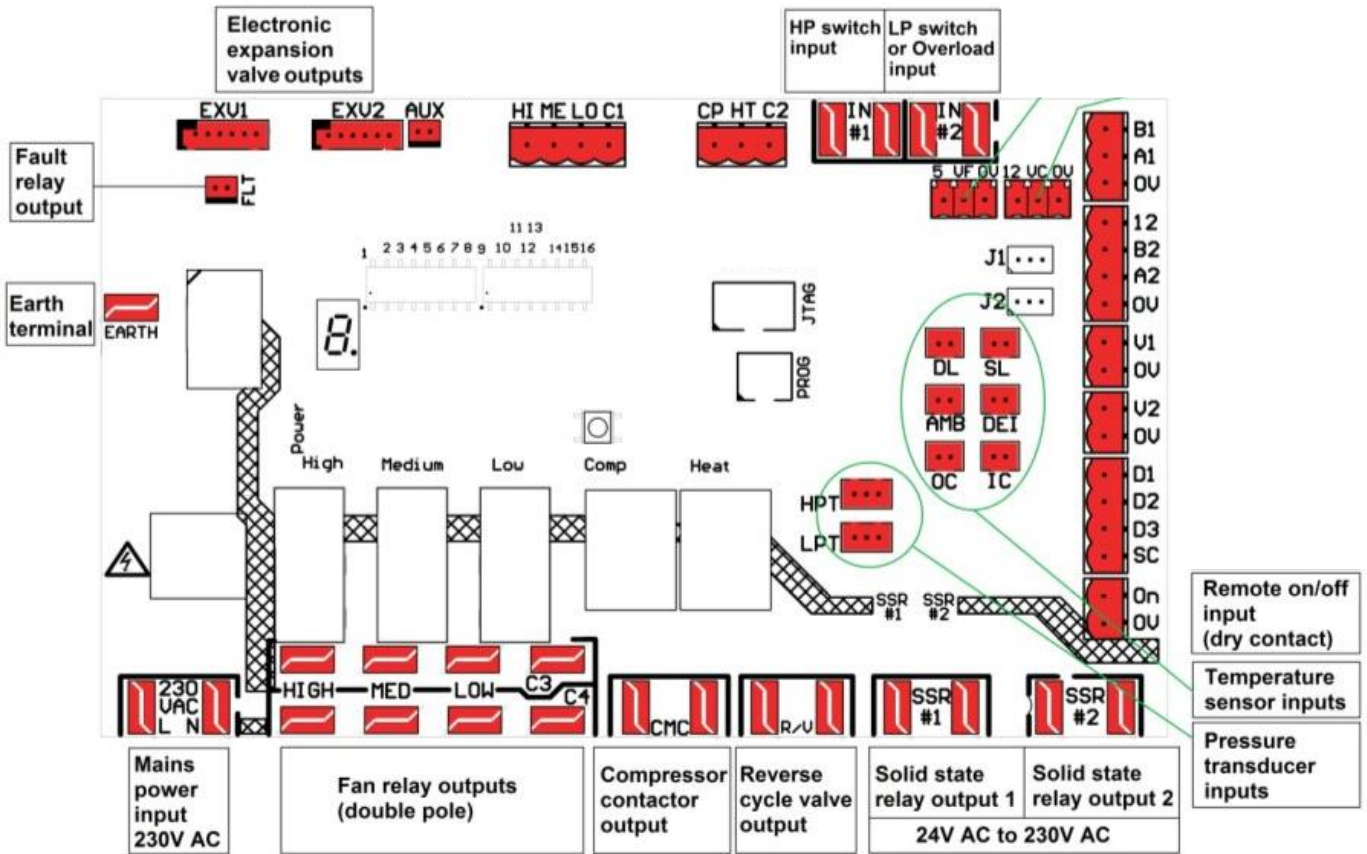 Electronic
expansion
valve outputs
HP switch
input
LP switch
or Overload
input
EXV1
EXV2
AUX
HI ME LO C1
CP HT C2
IN
#1
IN
#2
B1
A1
0V
Fault
relay
output
FLT
5 VF 0V
12 VC 0V
12
B2
A2
0V
11 13
1 2 3 4 5 6 7 8 9 10 12 14 15 16
J1
J2
JTAG
Earth
terminal
EARTH
8.
V1
0V
DL
SL
PROG
AMB
DEI
V2
0V
OC
IC
Power
High
Medium
Low
Comp
Heat
D1
D2
D3
SC
HPT
LPT
On
0V
SSR
#1
SSR
#2
Remote on/off
input
(dry contact)
Temperature
sensor inputs
Pressure
transducer
inputs
230
VAC
L N
HIGH
MED
LOW
C3
C4
CMC
R/V
SSR
#1
SSR
#2
Mains
power
input
230V AC
Fan relay outputs
(double pole)
Compressor
contactor
output
Reverse
cycle valve
output
Solid state
relay output 1
Solid state
relay output 2
24V AC to 230V AC